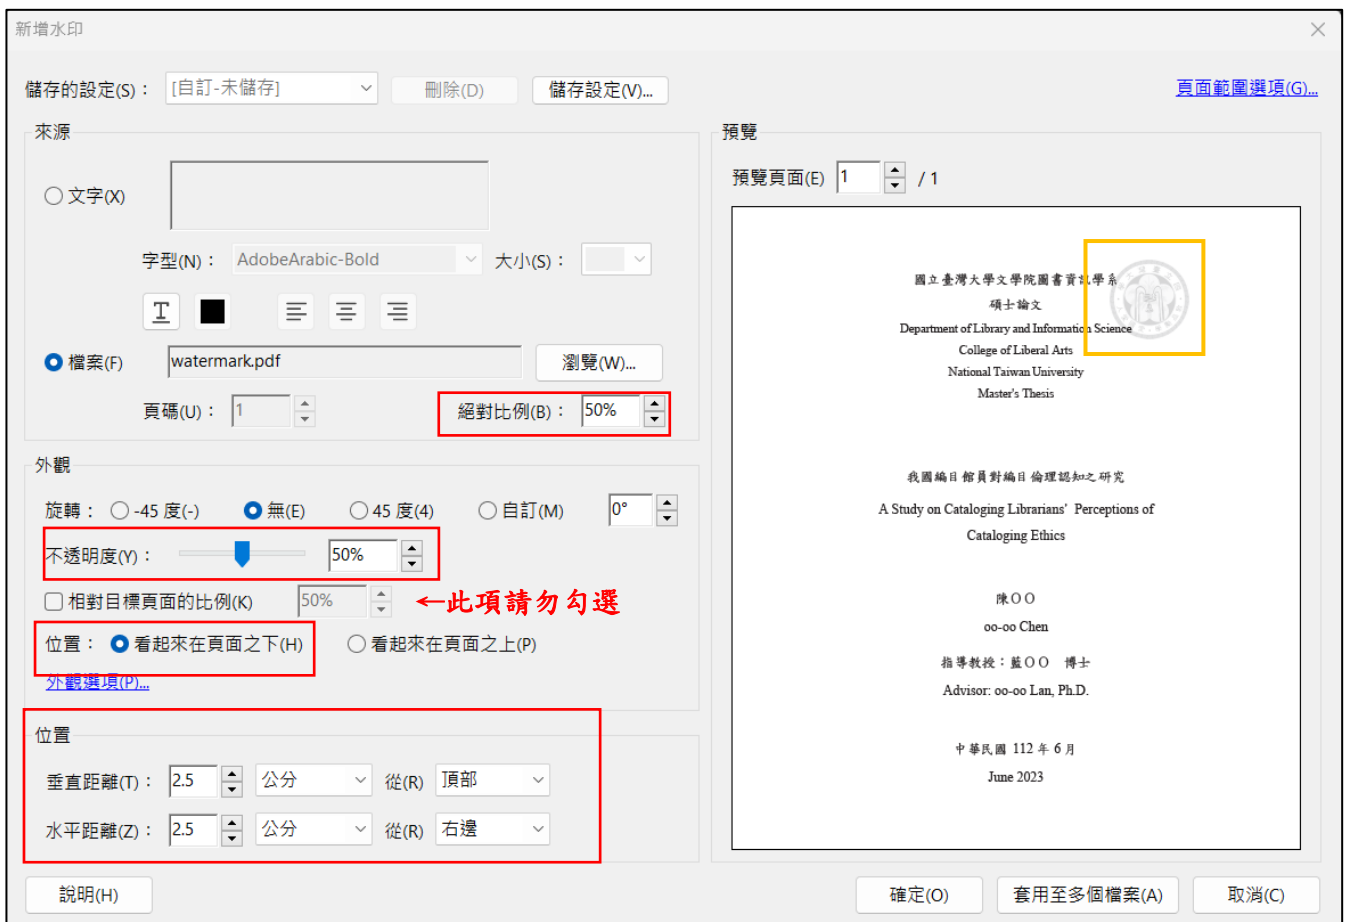 新增水印
儲存的設定(S)： [自訂-未儲存] 刪除(D) 儲存設定(V)... 頁面範圍選項(G)...
來源
文字(X)
字型(N)： AdobeArabic-Bold 大小(S)：
T
檔案(F) watermark.pdf 瀏覽(W)...
頁碼(U)： 1 絕對比例(B)： 50%
外觀
旋轉： -45 度(-) 無(E) 45 度(4) 自訂(M) 0°
不透明度(Y)： 50%
相對目標頁面的比例(K) 50% ←此項請勿勾選
位置： 看起來在頁面之下(H) 看起來在頁面之上(P)
外觀選項(P)...
位置
垂直距離(T)： 2.5 公分 從(R) 頂部
水平距離(Z)： 2.5 公分 從(R) 右邊
預覽
預覽頁面(E) 1 / 1
國立臺灣大學文學院圖書資訊學系
碩士論文
Department of Library and Information Science
College of Liberal Arts
National Taiwan University
Master's Thesis
我國編目館員對編目倫理認知之研究
A Study on Cataloging Librarians' Perceptions of
Cataloging Ethics
陳○○
oo-oo Chen
指導教授：藍○○ 博士
Advisor: oo-oo Lan, Ph.D.
中華民國 112 年 6 月
June 2023
說明(H) 確定(O) 套用至多個檔案(A) 取消(C)